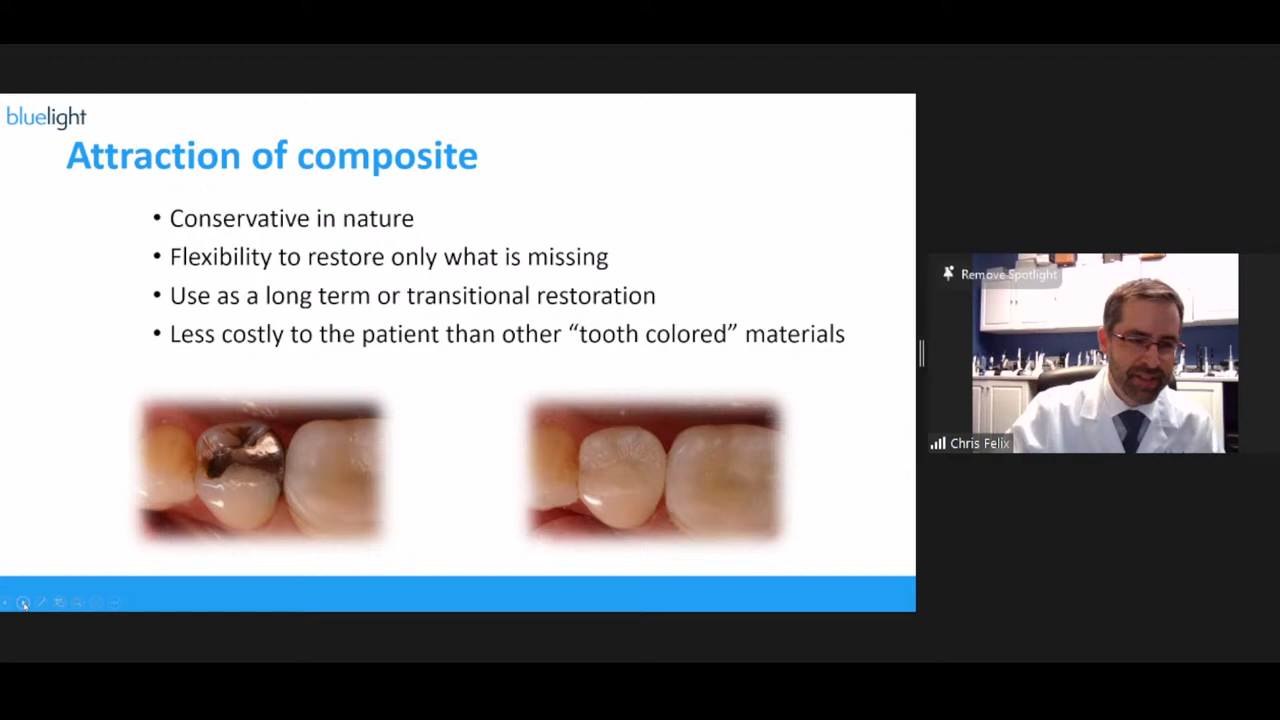 bluelight
Attraction of composite
• Conservative in nature
• Flexibility to restore only what is missing
• Use as a long term or transitional restoration
• Less costly to the patient than other “tooth colored” materials
Remove Spotlight
Chris Felix